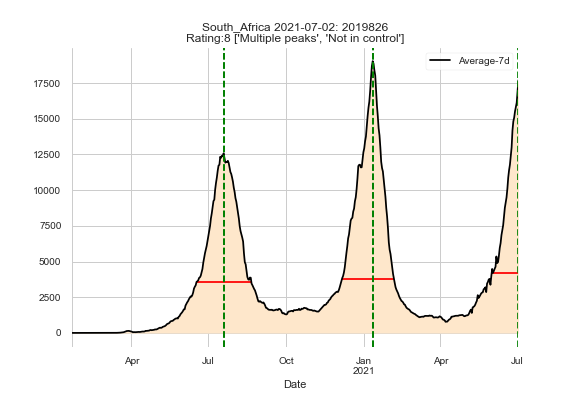 South_Africa 2021-07-02: 2019826
Rating:8 ['Multiple peaks', 'Not in control']
Average-7d
17500
15000
12500
10000
7500
5000
2500
0
Apr
Jul
Oct
Jan
2021
Apr
Jul
Date